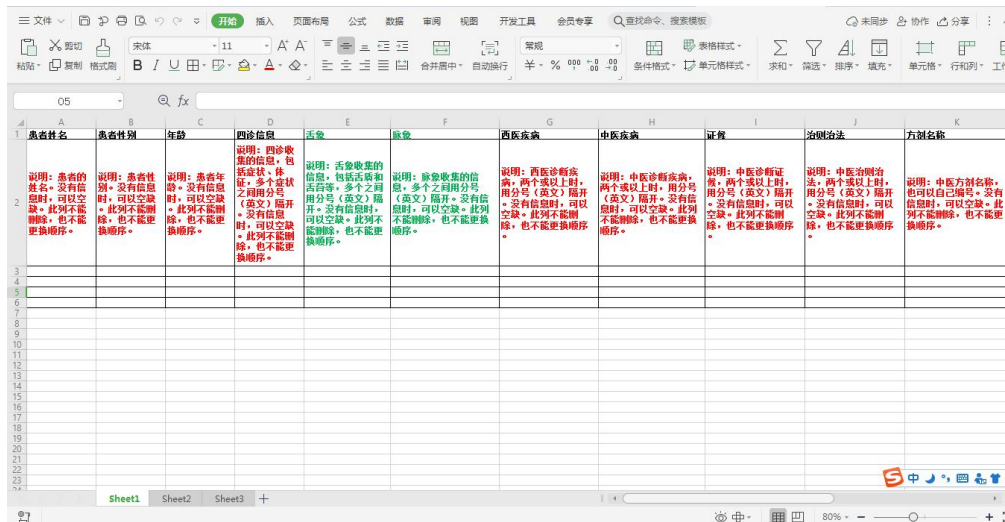 三 文件 开始 插入 页面布局 公式 数据 审阅 视图 开发工具 会员专享 查找命令、搜索模板 未同步 协作 分享
粘贴 剪切 复制 格式刷 宋体 11 A+ A- B I U A 合并居中 自动换行 常规 ¥ % 000 条件格式 表格样式 单元格样式 求和 筛选 排序 填充 单元格 行和列
O5 fx
A B C D E F G H I J K
1 患者姓名 患者性别 年龄 四诊信息 舌象 脉象 西医疾病 中医疾病 证候 治则治法 方剂名称
2
说明：患者的
姓名。没有信
息时，可以空
缺。此列不能
删除，也不能
更换顺序。
说明：患者性
别。没有信息
时，可以空缺
。此列不能删
除，也不能更
换顺序。
说明：患者年
龄。没有信息
时，可以空缺
。此列不能删
除，也不能更
换顺序。
说明：四诊收
集的信息，包
括症状、体
征，多个症状
之间用分号
（英文）隔开
。没有信息
时，可以空缺
。此列不能删
除，也不能更
换顺序。
说明：舌象收集的
信息，包括舌质和
舌苔等，多个之间
用分号（英文）隔
开。没有信息时，
可以空缺。此列不
能删除，也不能更
换顺序。
说明：脉象收集的信
息，多个之间用分号
（英文）隔开。没有信
息时，可以空缺。此列
不能删除，也不能更换
顺序。
说明：西医诊断疾
病，两个或以上时，
用分号（英文）隔开
。没有信息时，可以
空缺。此列不能删
除，也不能更换顺序
。
说明：中医诊断疾病，
两个或以上时，用分号
（英文）隔开。没有信
息时，可以空缺。此列
不能删除，也不能更换
顺序。
说明：中医诊断证
候，两个或以上时，
用分号（英文）隔开
。没有信息时，可以
空缺。此列不能删
除，也不能更换顺序
。
说明：中医治则治
法，两个或以上时，
用分号（英文）隔开
。没有信息时，可以
空缺。此列不能删
除，也不能更换顺序
。
说明：中医方剂名称，
也可以自己编号。没有
信息时，可以空缺。此
列不能删除，也不能更
换顺序。
3
4
5
6
7
8
9
10
11
12
13
14
15
16
17
18
19
20
21
22
23
Sheet1 Sheet2 Sheet3 +
中
80% - +